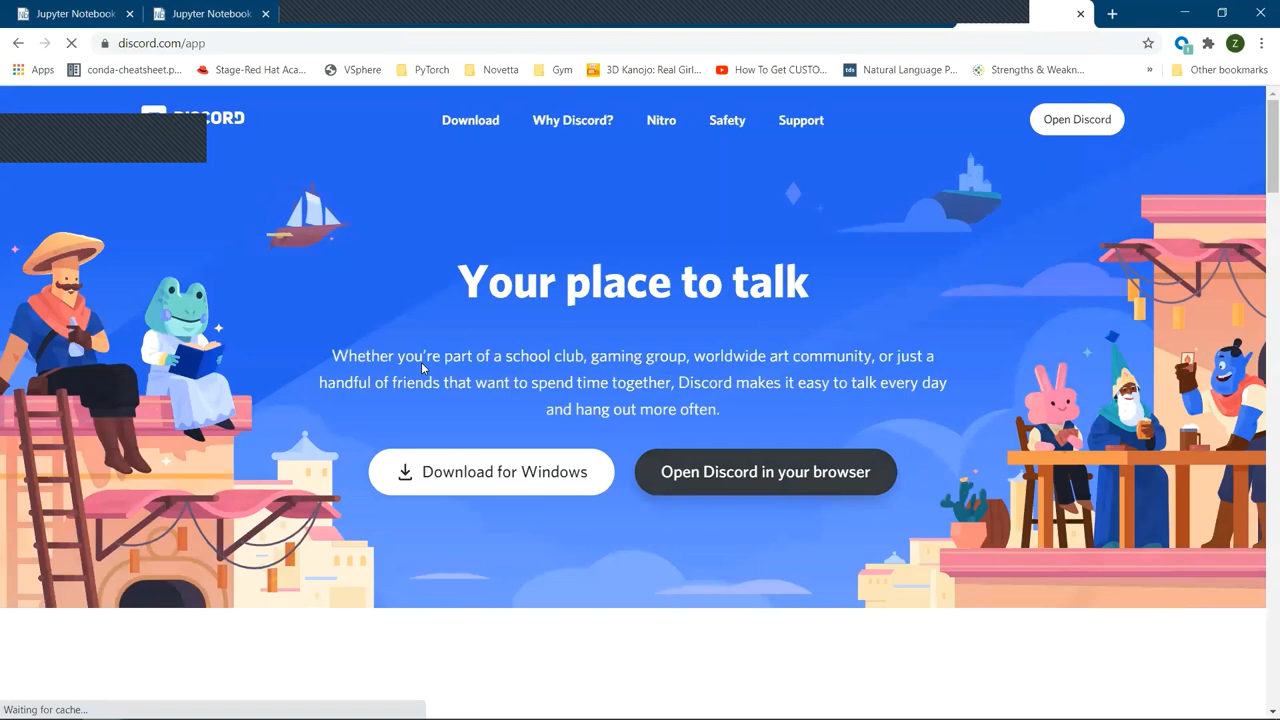 Jupyter Notebook
Jupyter Notebook
discord.com/app
Z
Apps
conda-cheatsheet.p...
Stage-Red Hat Aca...
VSphere
PyTorch
Novetta
Gym
3D Kanojo: Real Girl...
How To Get CUSTO...
tds
Natural Language P...
Strengths & Weakn...
»
Other bookmarks
Download
Why Discord?
Nitro
Safety
Support
Open Discord
Your place to talk
Whether you're part of a school club, gaming group, worldwide art community, or just a
handful of friends that want to spend time together, Discord makes it easy to talk every day
and hang out more often.
Download for Windows
Open Discord in your browser
Waiting for cache...